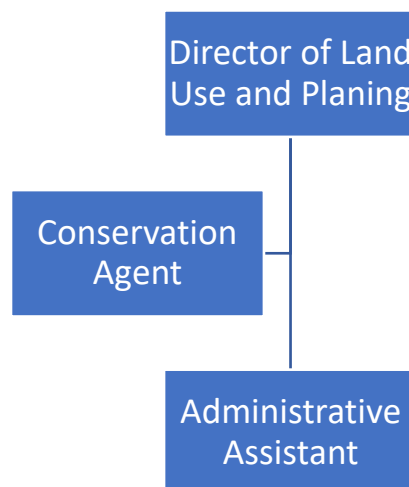 Director of Land
Use and Planing
Conservation
Agent
Administrative
Assistant